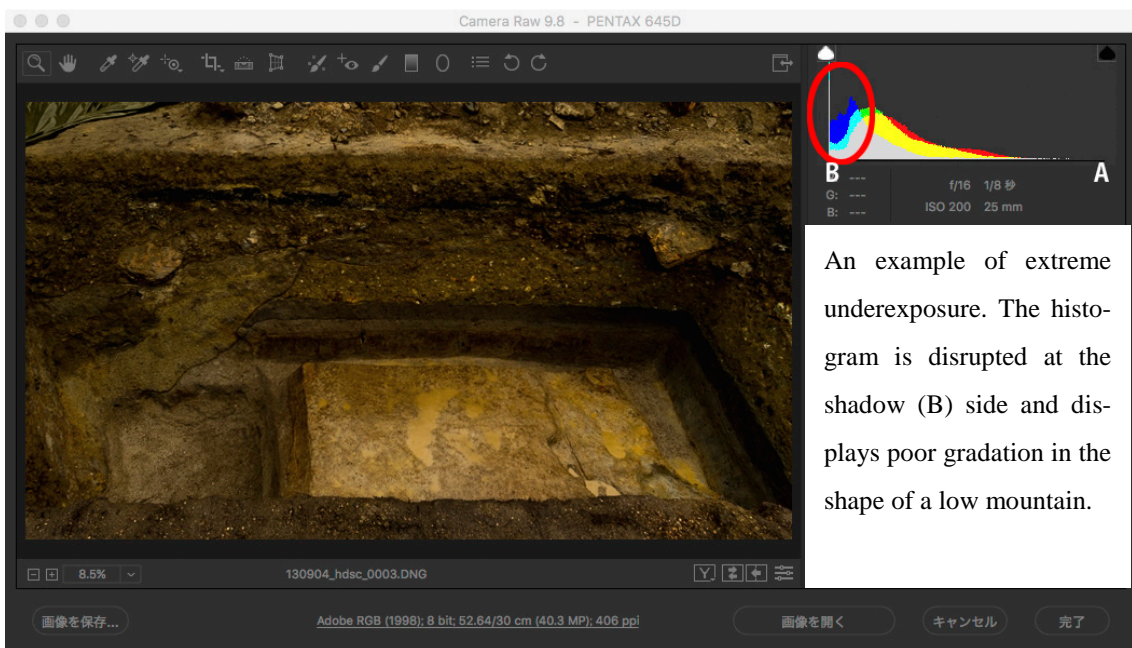 Camera Raw 9.8 - PENTAX 645D
B
A
---
G: ---
B: ---
f/16 1/8 秒
ISO 200 25 mm
An example of extreme
underexposure. The histo-
gram is disrupted at the
shadow (B) side and dis-
plays poor gradation in the
shape of a low mountain.
8.5%
130904_hdsc_0003.DNG
Y
画像を保存...
Adobe RGB (1998); 8 bit; 52.64/30 cm (40.3 MP); 406 ppi
画像を開く
キャンセル
完了